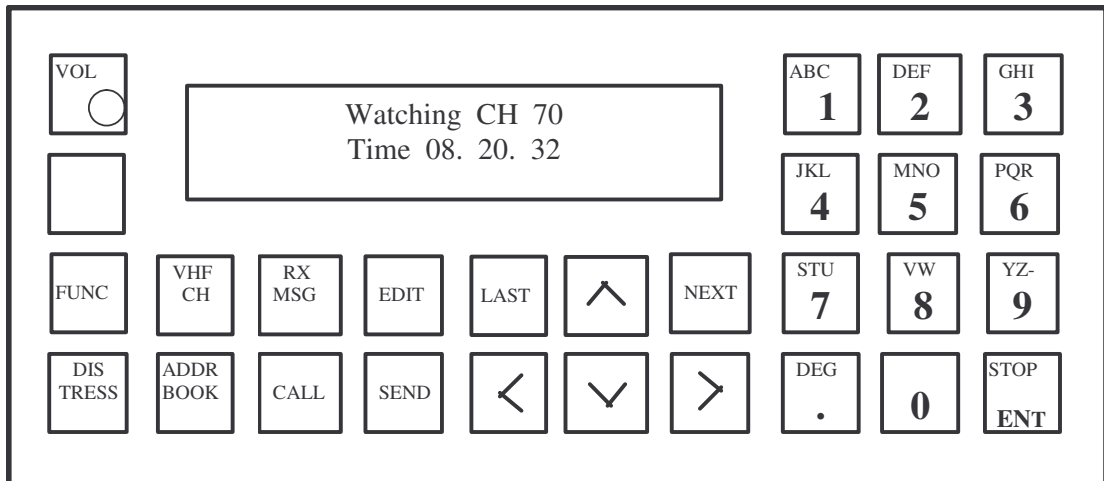 VOL
Watching CH 70
Time 08. 20. 32
ABC
1
DEF
2
GHI
3
JKL
4
MNO
5
PQR
6
FUNC
VHF
CH
RX
MSG
EDIT
LAST
NEXT
STU
7
VW
8
YZ-
9
DIS
TRESS
ADDR
BOOK
CALL
SEND
DEG
.
0
STOP
ENT